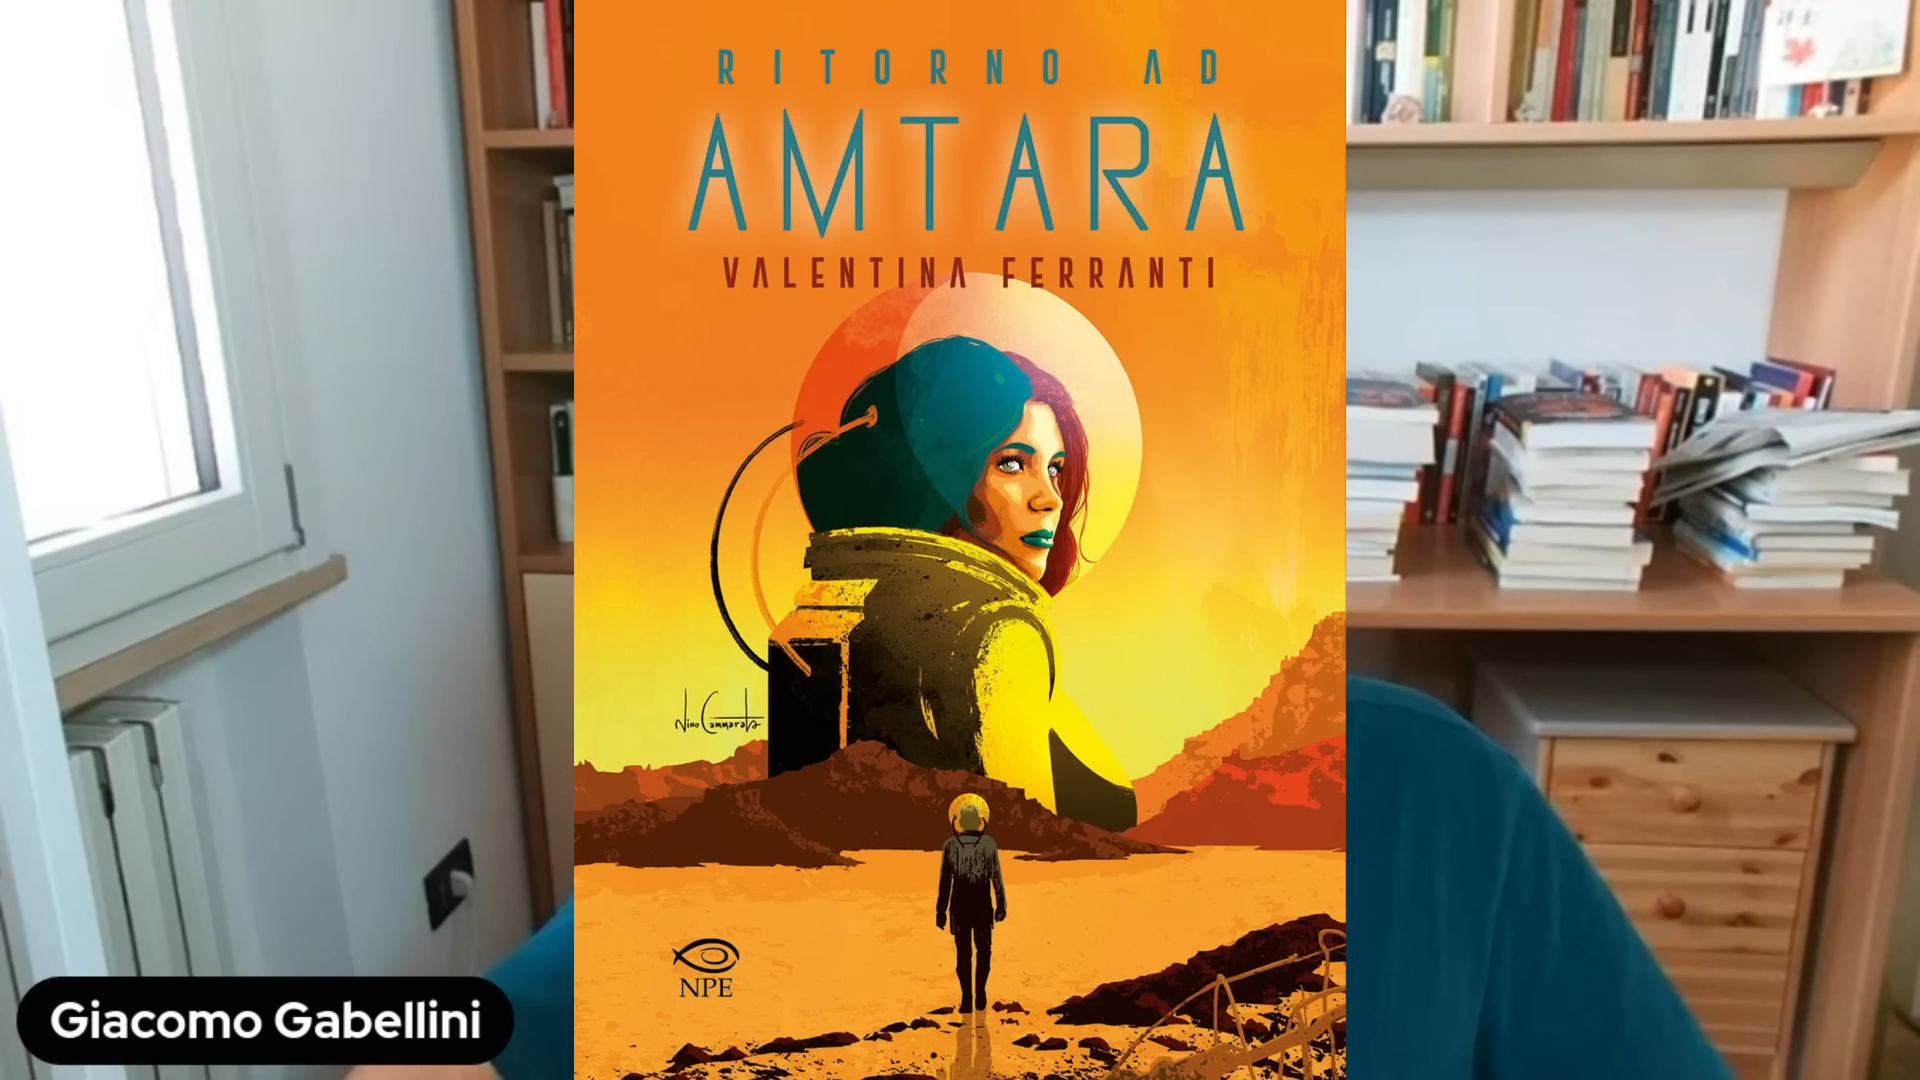 RITORNO AD
AMTARA
VALENTINA FERRANTI
Nino Cammarata
NPE
Giacomo Gabellini